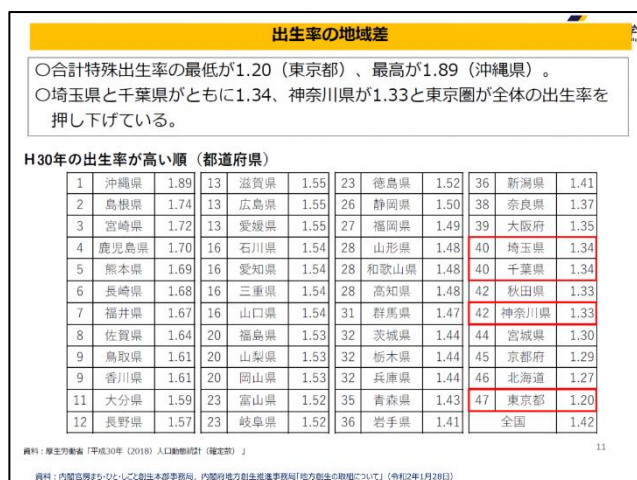 出生率の地域差
○合計特殊出生率の最低が1.20（東京都）、最高が1.89（沖縄県）。
○埼玉県と千葉県がともに1.34、神奈川県が1.33と東京圏が全体の出生率を
押し下げている。
H30年の出生率が高い順（都道府県）
1 沖縄県 1.89 13 滋賀県 1.55 23 徳島県 1.52 36 新潟県 1.41
2 島根県 1.74 13 広島県 1.55 26 静岡県 1.50 38 奈良県 1.37
3 宮崎県 1.72 13 愛媛県 1.55 27 福岡県 1.49 39 大阪府 1.35
4 鹿児島県 1.70 16 石川県 1.54 28 山形県 1.48 40 埼玉県 1.34
5 熊本県 1.69 16 愛知県 1.54 28 和歌山県 1.48 40 千葉県 1.34
6 長崎県 1.68 16 三重県 1.54 28 高知県 1.48 42 秋田県 1.33
7 福井県 1.67 16 山口県 1.54 31 群馬県 1.47 42 神奈川県 1.33
8 佐賀県 1.64 20 福島県 1.53 32 茨城県 1.44 44 宮城県 1.30
9 鳥取県 1.61 20 山梨県 1.53 32 栃木県 1.44 45 京都府 1.29
9 香川県 1.61 20 岡山県 1.53 32 兵庫県 1.44 46 北海道 1.27
11 大分県 1.59 23 富山県 1.52 35 青森県 1.43 47 東京都 1.20
12 長野県 1.57 23 岐阜県 1.52 36 岩手県 1.41 全国 1.42
資料：厚生労働省「平成30年（2018）人口動態統計（確定数）」
11
資料：内閣官房まち・ひと・しごと創生本部事務局、内閣府地方創生推進事務局「地方創生の取組について」（令和2年1月28日）